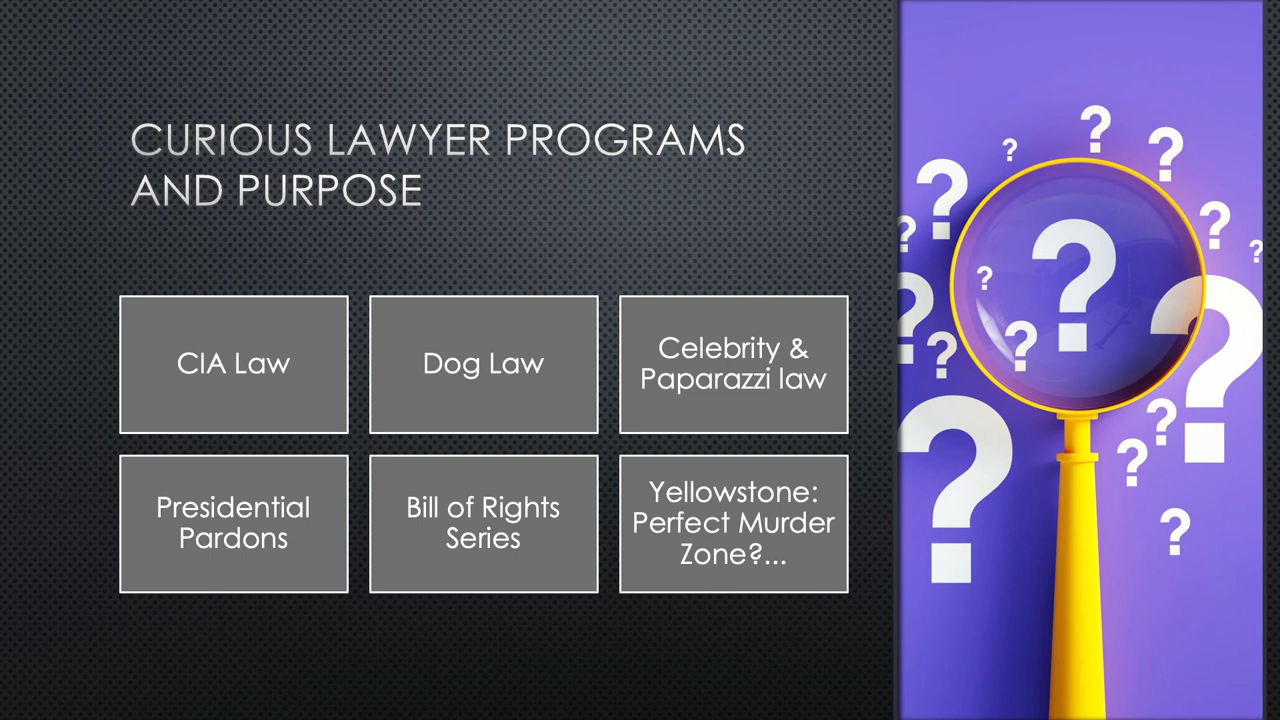 CURIOUS LAWYER PROGRAMS
AND PURPOSE
CIA Law
Dog Law
Celebrity &
Paparazzi law
Presidential
Pardons
Bill of Rights
Series
Yellowstone:
Perfect Murder
Zone?...
? ? ? ? ? ? ? ? ? ? ? ? ? ? ? ? ?